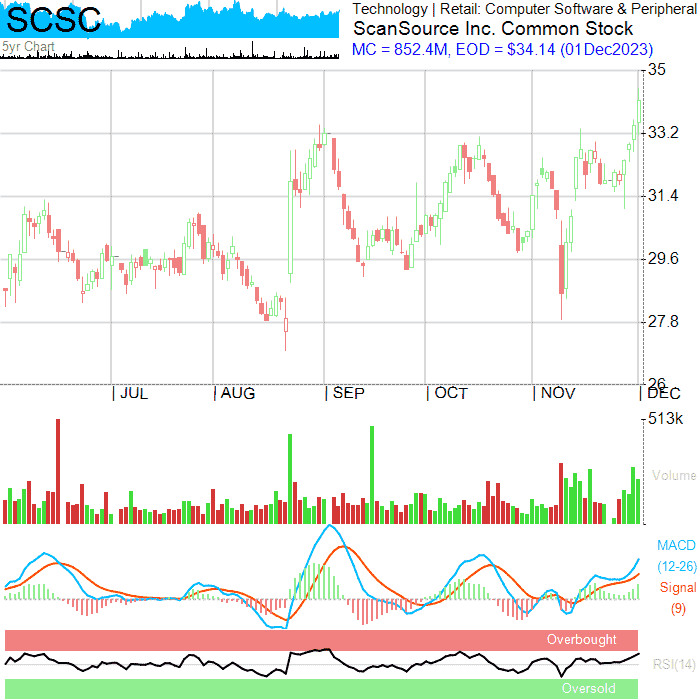 SCSC
5yr Chart
Technology | Retail: Computer Software & Peripheral
ScanSource Inc. Common Stock
MC = 852.4M, EOD = $34.14 (01Dec2023)
35
33.2
31.4
29.6
27.8
26
| JUL | AUG | SEP | OCT | NOV | DEC
513k
Volume
MACD
(12-26)
Signal
(9)
Overbought
RSI(14)
Oversold